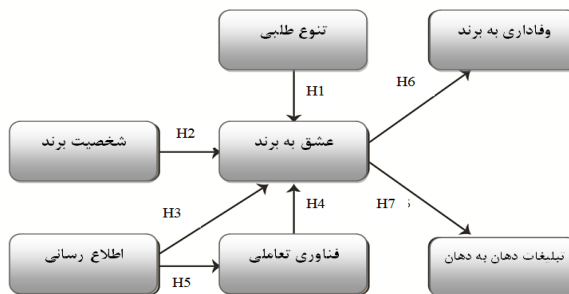 تنوع طلبی
وفاداری به برند
H1
H6
H2
شخصیت برند
عشق به برند
H3
H4
H7
اطلاع رسانی
فناوری تعاملی
تبلیغات دهان به دهان
H5